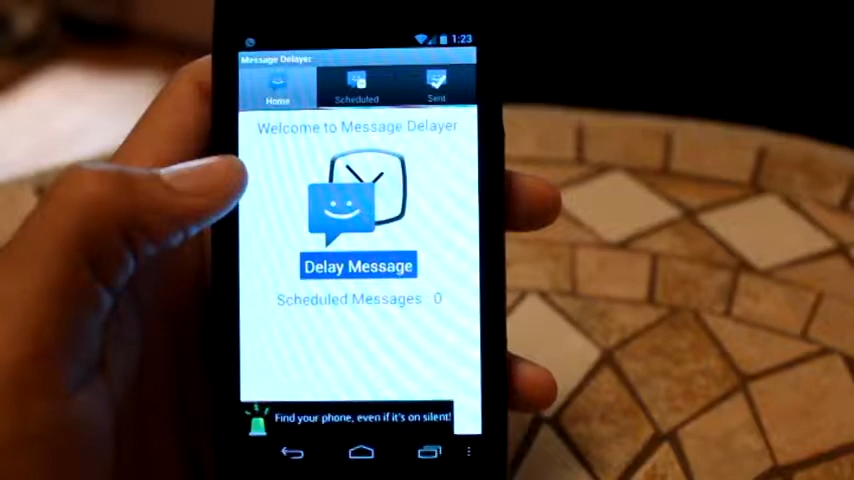 1:23
Message Delayer
Home
Scheduled
Sent
Welcome to Message Delayer
Delay Message
Scheduled Messages: 0
Find your phone, even if it's on silent!